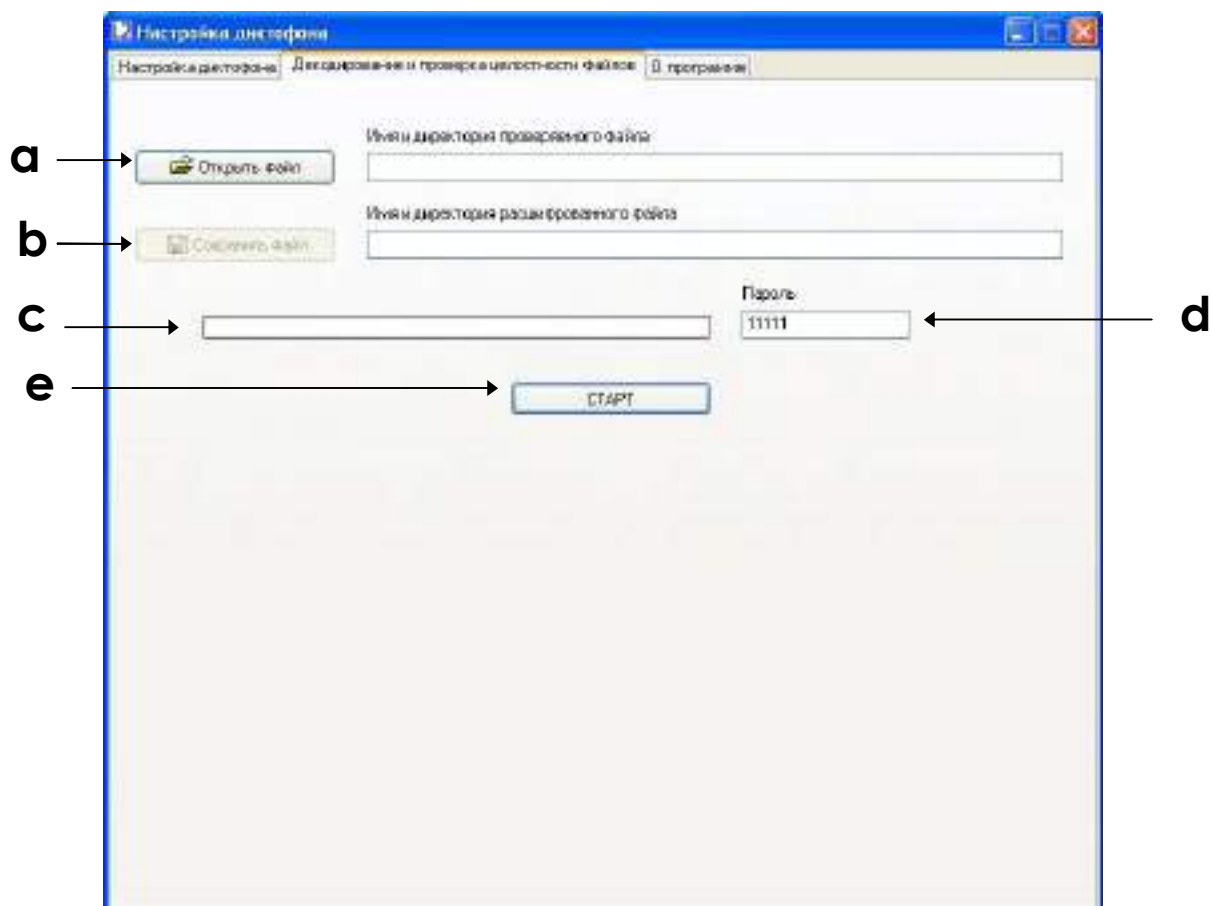 Настройка диктофона
Настройка диктофона Декодирование и проверка целостности файлов О программе
Имя и директория проверяемого файла
a Открыть файл
Имя и директория расшифрованного файла
b Сохранить файл
Пароль
c 11111 d
e СТАРТ